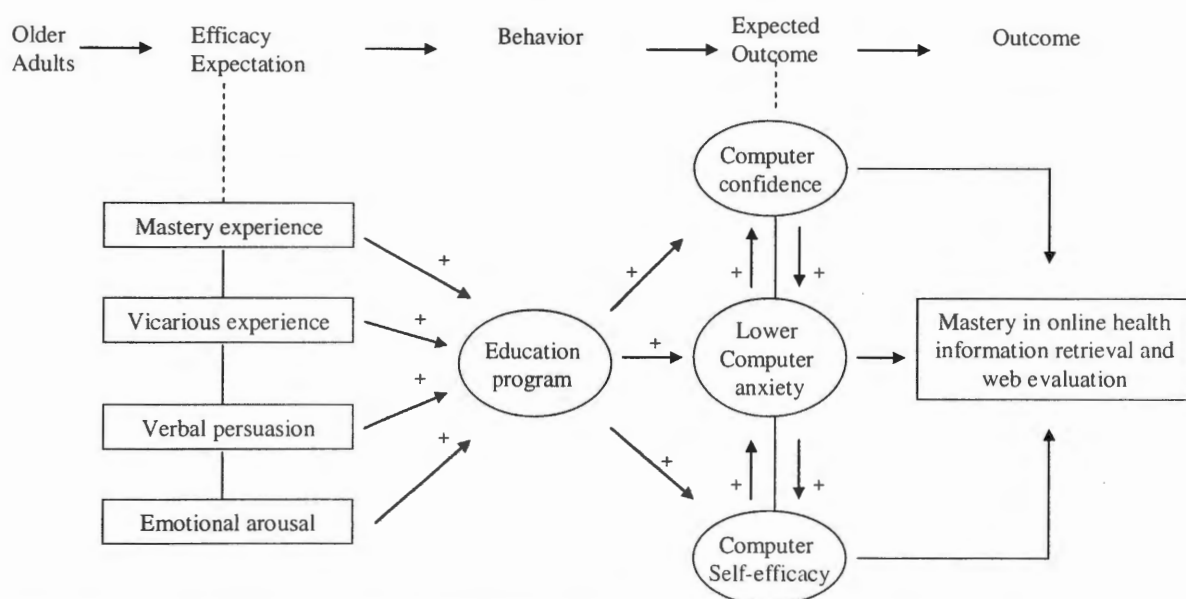 Older
Adults
Efficacy
Expectation
Behavior
Expected
Outcome
Outcome
Mastery experience
Vicarious experience
Verbal persuasion
Emotional arousal
+
+
+
+
Education
program
+
+
+
Computer
confidence
+
+
Lower
Computer
anxiety
+
+
Computer
Self-efficacy
Mastery in online health
information retrieval and
web evaluation